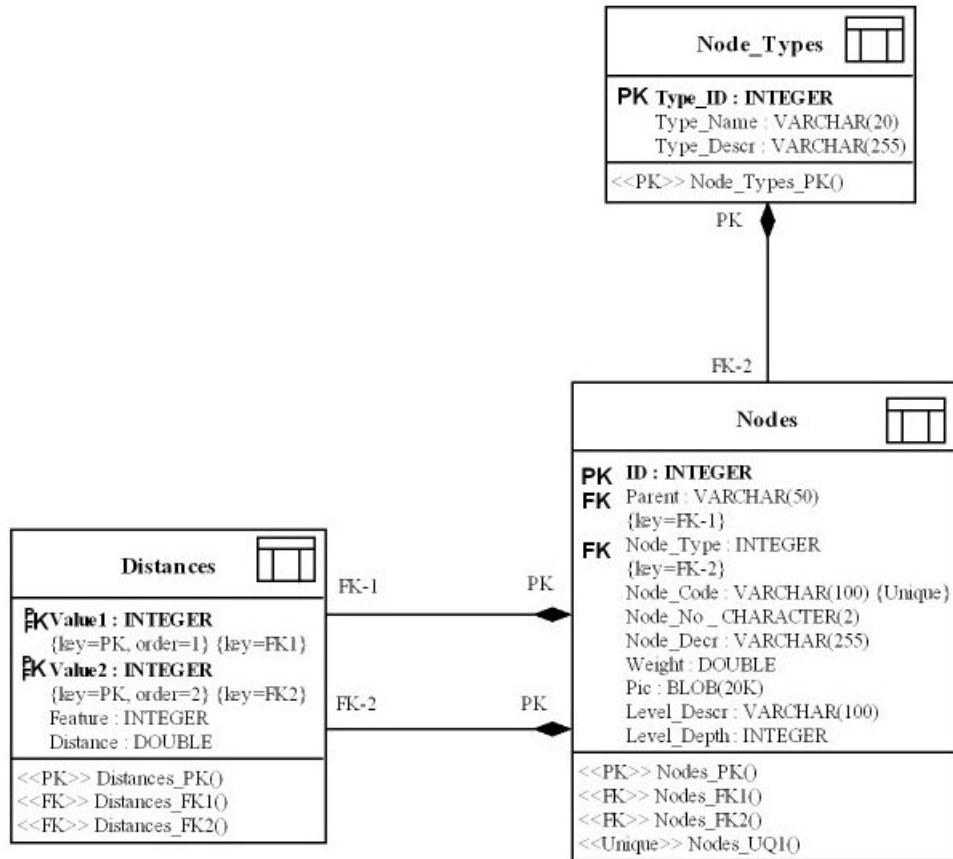 Node_Types
PK Type_ID : INTEGER
Type_Name : VARCHAR(20)
Type_Descr : VARCHAR(255)
<<PK>> Node_Types_PK()
PK
FK-2
Nodes
PK ID : INTEGER
FK Parent : VARCHAR(50)
{key=FK-1}
FK Node_Type : INTEGER
{key=FK-2}
Node_Code : VARCHAR(100) {Unique}
Node_No _ CHARACTER(2)
Node_Decr : VARCHAR(255)
Weight : DOUBLE
Pic : BLOB(20K)
Level_Descr : VARCHAR(100)
Level_Depth : INTEGER
<<PK>> Nodes_PK()
<<FK>> Nodes_FK1()
<<FK>> Nodes_FK2()
<<Unique>> Nodes_UQ1()
FK-1
PK
FK-2
PK
Distances
PFK Value1 : INTEGER
{key=PK, order=1} {key=FK1}
PFK Value2 : INTEGER
{key=PK, order=2} {key=FK2}
Feature : INTEGER
Distance : DOUBLE
<<PK>> Distances_PK()
<<FK>> Distances_FK1()
<<FK>> Distances_FK2()